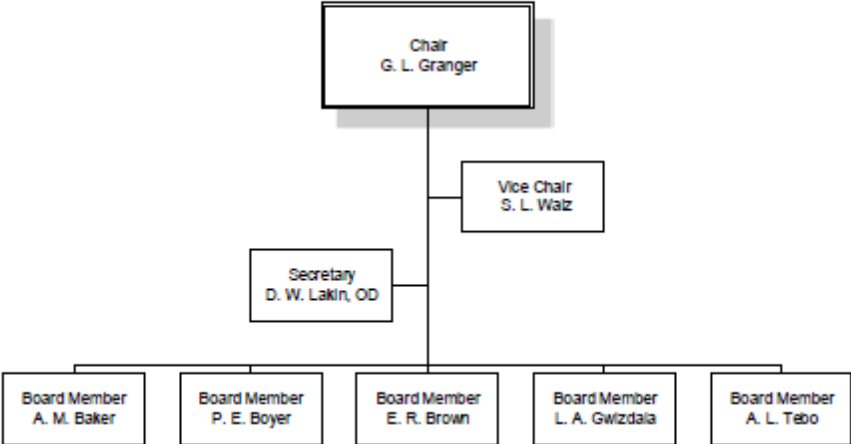 Chair
G. L. Granger
Vice Chair
S. L. Walz
Secretary
D. W. Lakin, OD
Board Member
A. M. Baker
Board Member
P. E. Boyer
Board Member
E. R. Brown
Board Member
L. A. Gwizdala
Board Member
A. L. Tebo